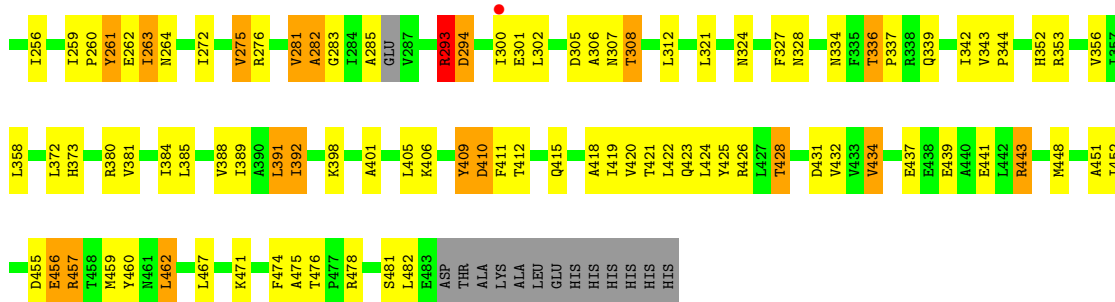 I256 I259 P260 Y261 E262 I263 N264 I272 V275 R276 V281 A282 G283 I284 A285 GLU V287 R293 D294 I300 E301 L302 D305 A306 N307 T308 L312 L321 N324 F327 N328 N334 F335 T336 P337 R338 Q339 I342 V343 P344 H352 R353 V356 I357
L358 L372 H373 R380 V381 I384 L385 V388 I389 A390 L391 I392 K398 A401 L405 K406 Y409 D410 F411 T412 Q415 A418 I419 V420 T421 L422 Q423 L424 Y425 R426 L427 T428 D431 V432 V433 V434 E437 E438 E439 A440 E441 L442 R443 M448 A451 I452
D455 E456 R457 T458 M459 Y460 N461 L462 L467 K471 F474 A475 T476 P477 R478 S481 L482 E483 ASP THR ALA LYS ALA LEU GLU HIS HIS HIS HIS HIS HIS